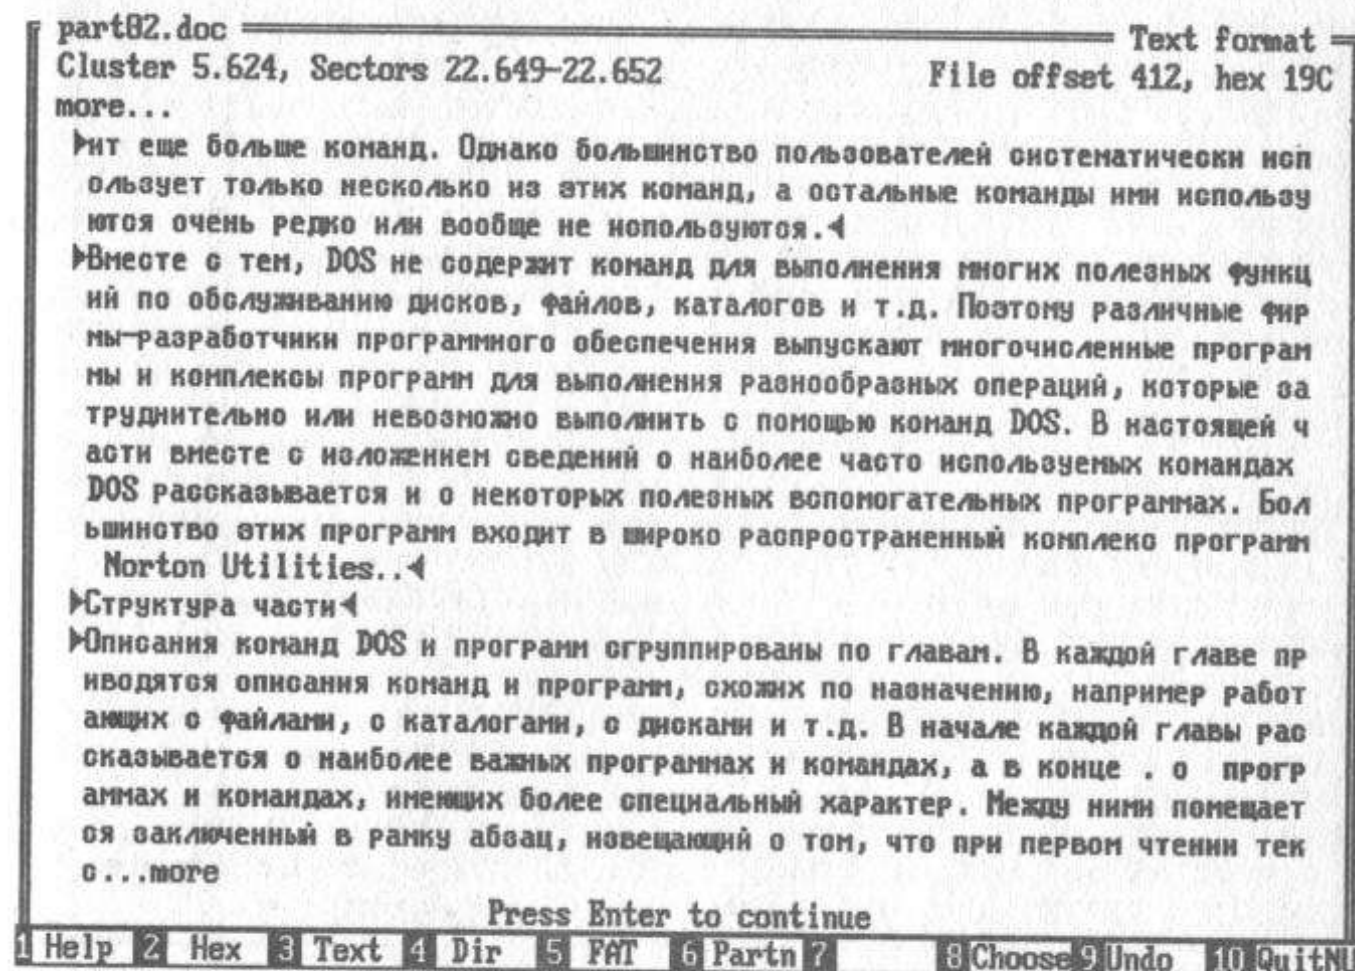 part02.doc Text format
Cluster 5.624, Sectors 22.649-22.652 File offset 412, hex 19C
more...
►ит еще больше команд. Однако большинство пользователей систематически исп
ользует только несколько из этих команд, а остальные команды ими использу
ются очень редко или вообще не используются.◄
►Вместе с тем, DOS не содержит команд для выполнения многих полезных функц
ий по обслуживанию дисков, файлов, каталогов и т.д. Поэтому различные фир
мы-разработчики программного обеспечения выпускают многочисленные програм
мы и комплексы программ для выполнения разнообразных операций, которые за
труднительно или невозможно выполнить с помощью команд DOS. В настоящей ч
асти вместе с изложением сведений о наиболее часто используемых командах
DOS рассказывается и о некоторых полезных вспомогательных программах. Бол
ьшинство этих программ входит в широко распространенный комплекс программ
Norton Utilities..◄
►Структура части◄
►Описания команд DOS и программ сгруппированы по главам. В каждой главе пр
иводятся описания команд и программ, схожих по назначению, например работ
ающих с файлами, с каталогами, с дисками и т.д. В начале каждой главы рас
сказывается о наиболее важных программах и командах, а в конце . о прогр
аммах и командах, имеющих более специальный характер. Между ними помещает
ся заключенный в рамку абзац, извещающий о том, что при первом чтении тек
с...more
Press Enter to continue
1 Help 2 Hex 3 Text 4 Dir 5 FAT 6 Partn 7 8 Choose 9 Undo 10 QuitNU